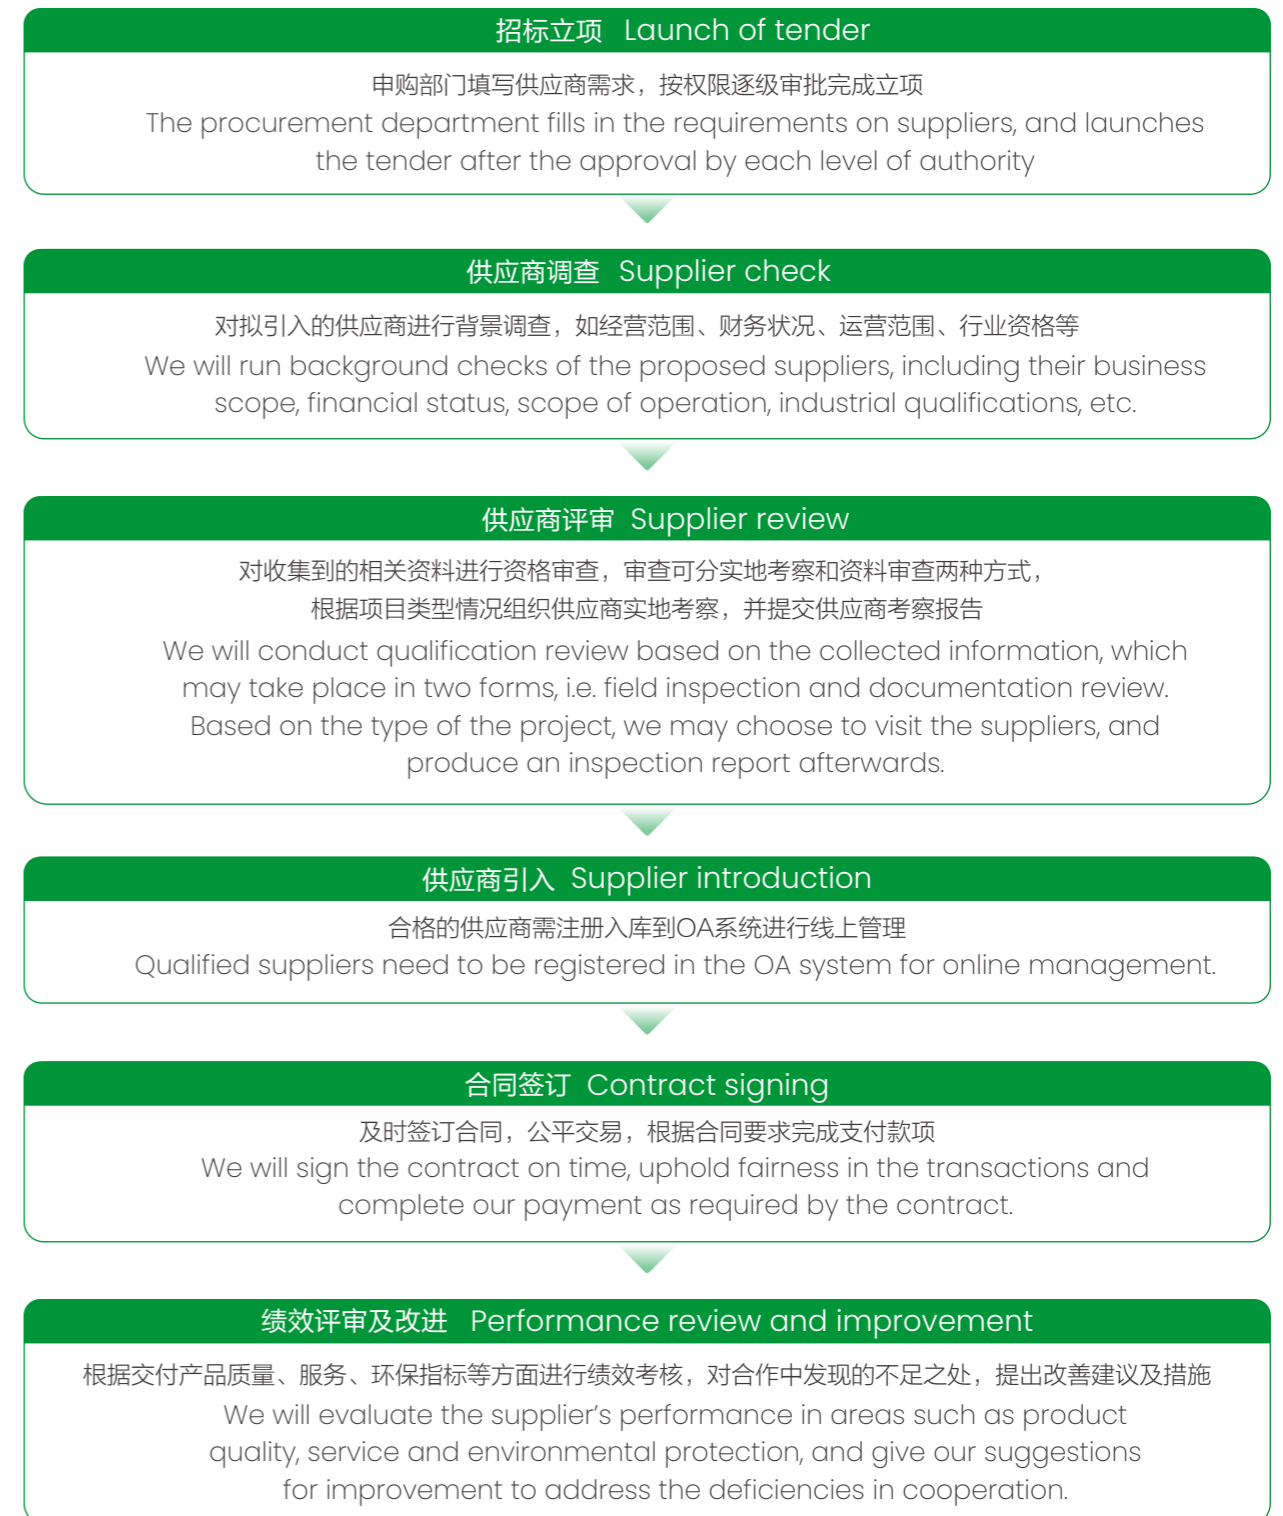 招标立项 Launch of tender
申购部门填写供应商需求，按权限逐级审批完成立项
The procurement department fills in the requirements on suppliers, and launches
the tender after the approval by each level of authority
供应商调查 Supplier check
对拟引入的供应商进行背景调查，如经营范围、财务状况、运营范围、行业资格等
We will run background checks of the proposed suppliers, including their business
scope, financial status, scope of operation, industrial qualifications, etc.
供应商评审 Supplier review
对收集到的相关资料进行资格审查，审查可分实地考察和资料审查两种方式，
根据项目类型情况组织供应商实地考察，并提交供应商考察报告
We will conduct qualification review based on the collected information, which
may take place in two forms, i.e. field inspection and documentation review.
Based on the type of the project, we may choose to visit the suppliers, and
produce an inspection report afterwards.
供应商引入 Supplier introduction
合格的供应商需注册入库到OA系统进行线上管理
Qualified suppliers need to be registered in the OA system for online management.
合同签订 Contract signing
及时签订合同，公平交易，根据合同要求完成支付款项
We will sign the contract on time, uphold fairness in the transactions and
complete our payment as required by the contract.
绩效评审及改进 Performance review and improvement
根据交付产品质量、服务、环保指标等方面进行绩效考核，对合作中发现的不足之处，提出改善建议及措施
We will evaluate the supplier's performance in areas such as product
quality, service and environmental protection, and give our suggestions
for improvement to address the deficiencies in cooperation.